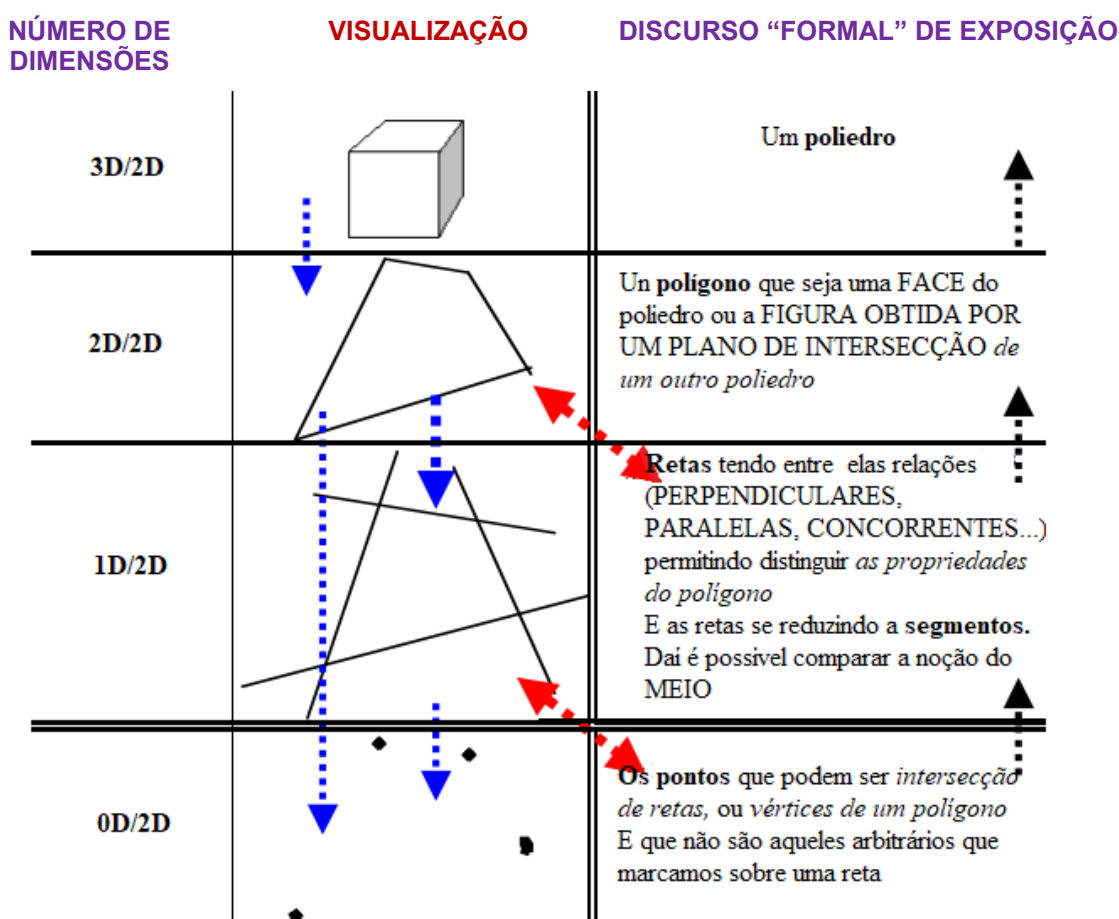 NÚMERO DE
DIMENSÕES
VISUALIZAÇÃO
DISCURSO “FORMAL” DE EXPOSIÇÃO
3D/2D
Um poliedro
2D/2D
Un polígono que seja uma FACE do
poliedro ou a FIGURA OBTIDA POR
UM PLANO DE INTERSECÇÃO de
um outro poliedro
1D/2D
Retas tendo entre elas relações
(PERPENDICULARES,
PARALELAS, CONCORRENTES...)
permitindo distinguir as propriedades
do polígono
E as retas se reduzindo a segmentos.
Daí é possível comparar a noção do
MEIO
0D/2D
Os pontos que podem ser intersecção
de retas, ou vértices de um polígono
E que não são aqueles arbitrários que
marcamos sobre uma reta